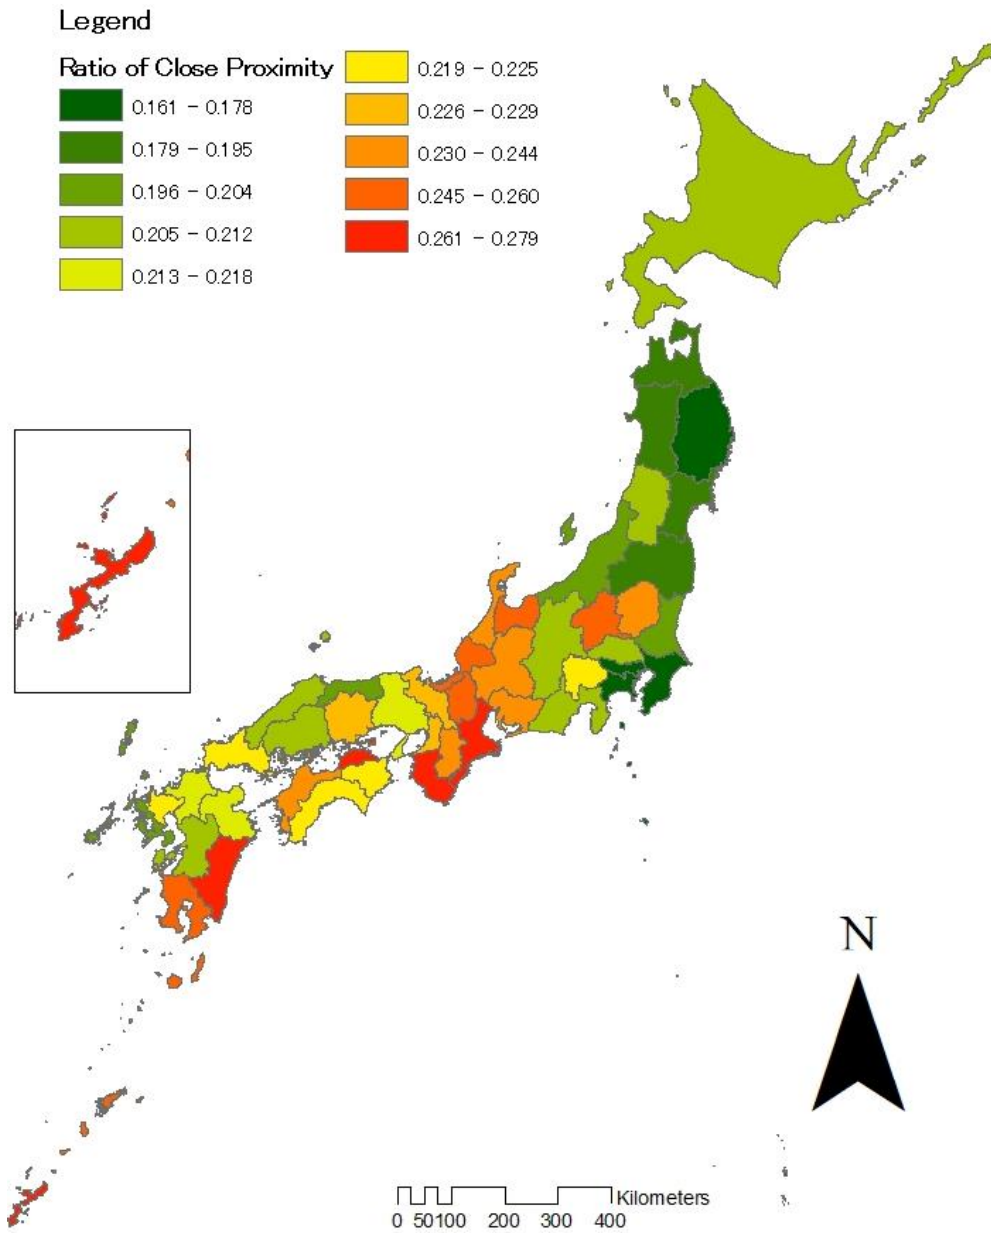 Legend
Ratio of Close Proximity
0.161 - 0.178
0.179 - 0.195
0.196 - 0.204
0.205 - 0.212
0.213 - 0.218
0.219 - 0.225
0.226 - 0.229
0.230 - 0.244
0.245 - 0.260
0.261 - 0.279
N
Kilometers
0 50100 200 300 400